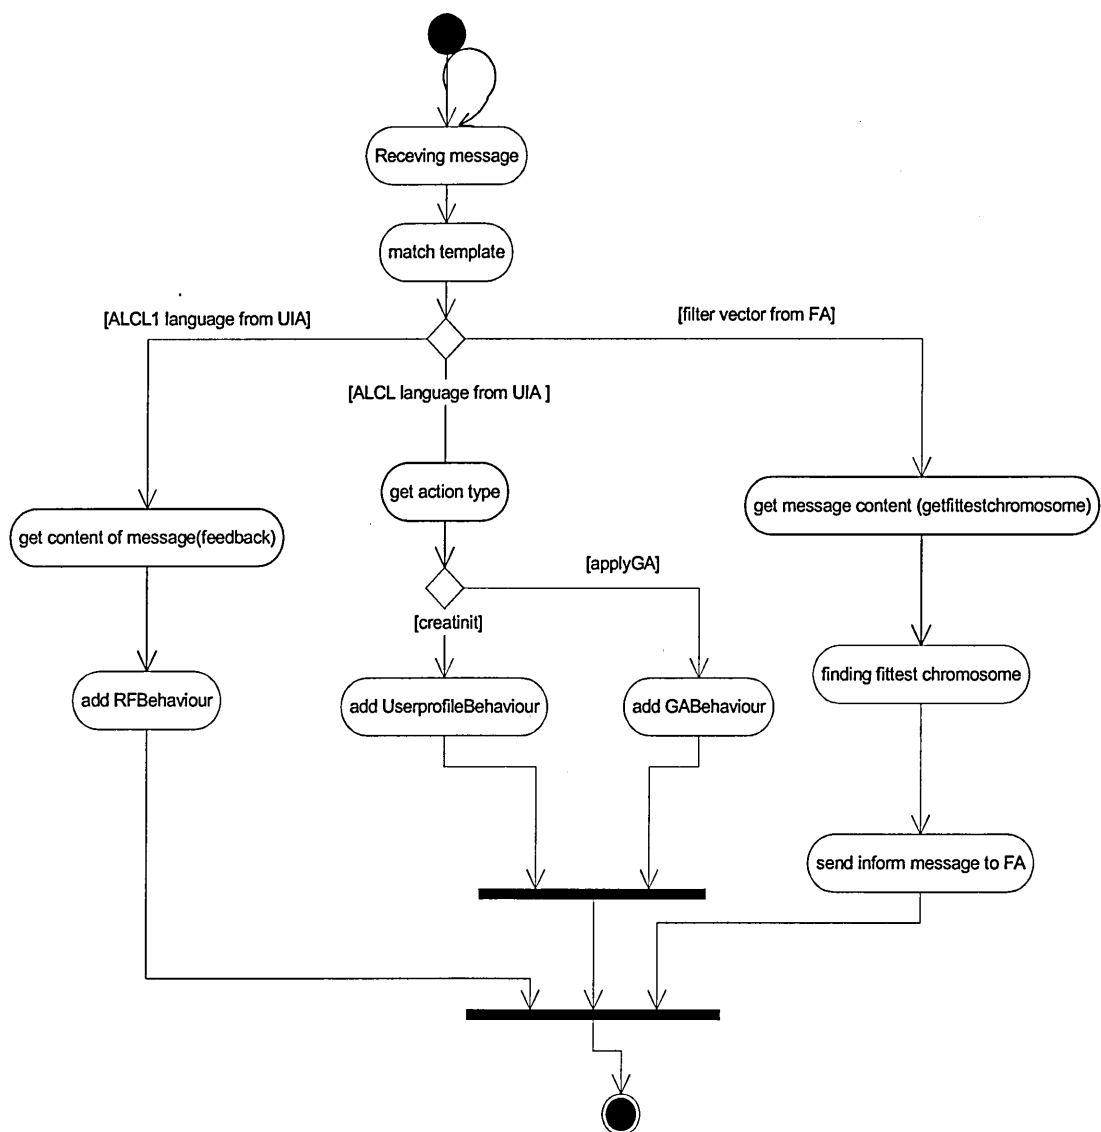 Receving message
match template
[ALCL1 language from UIA]
[filter vector from FA]
[ALCL language from UIA ]
get action type
get message content (getfittestchromosome)
get content of message(feedback)
[applyGA]
[creatinit]
finding fittest chromosome
add RFBehaviour
add UserprofileBehaviour
add GABehaviour
send inform message to FA